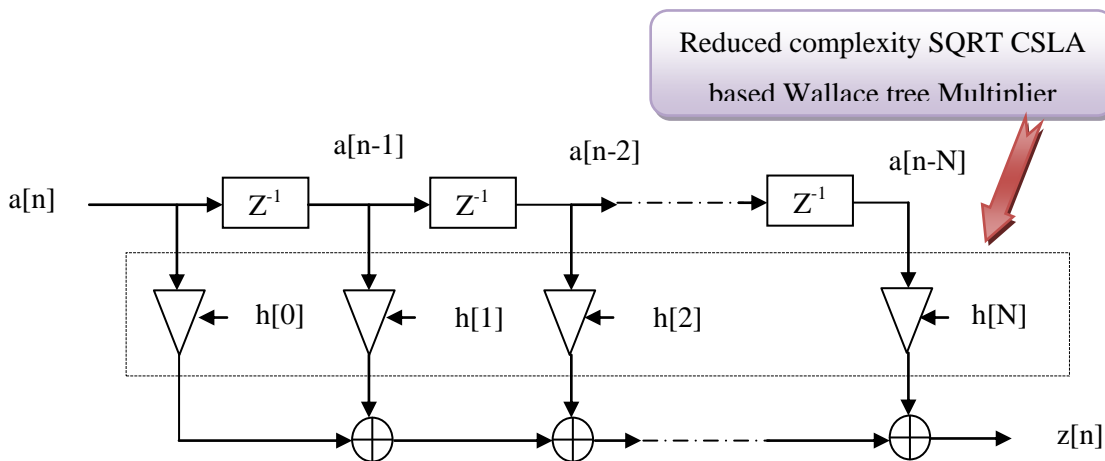 Reduced complexity SQRT CSLA
based Wallace tree Multiplier
a[n-1]
a[n-2]
a[n-N]
a[n]
Z-1
Z-1
Z-1
h[0]
h[1]
h[2]
h[N]
z[n]